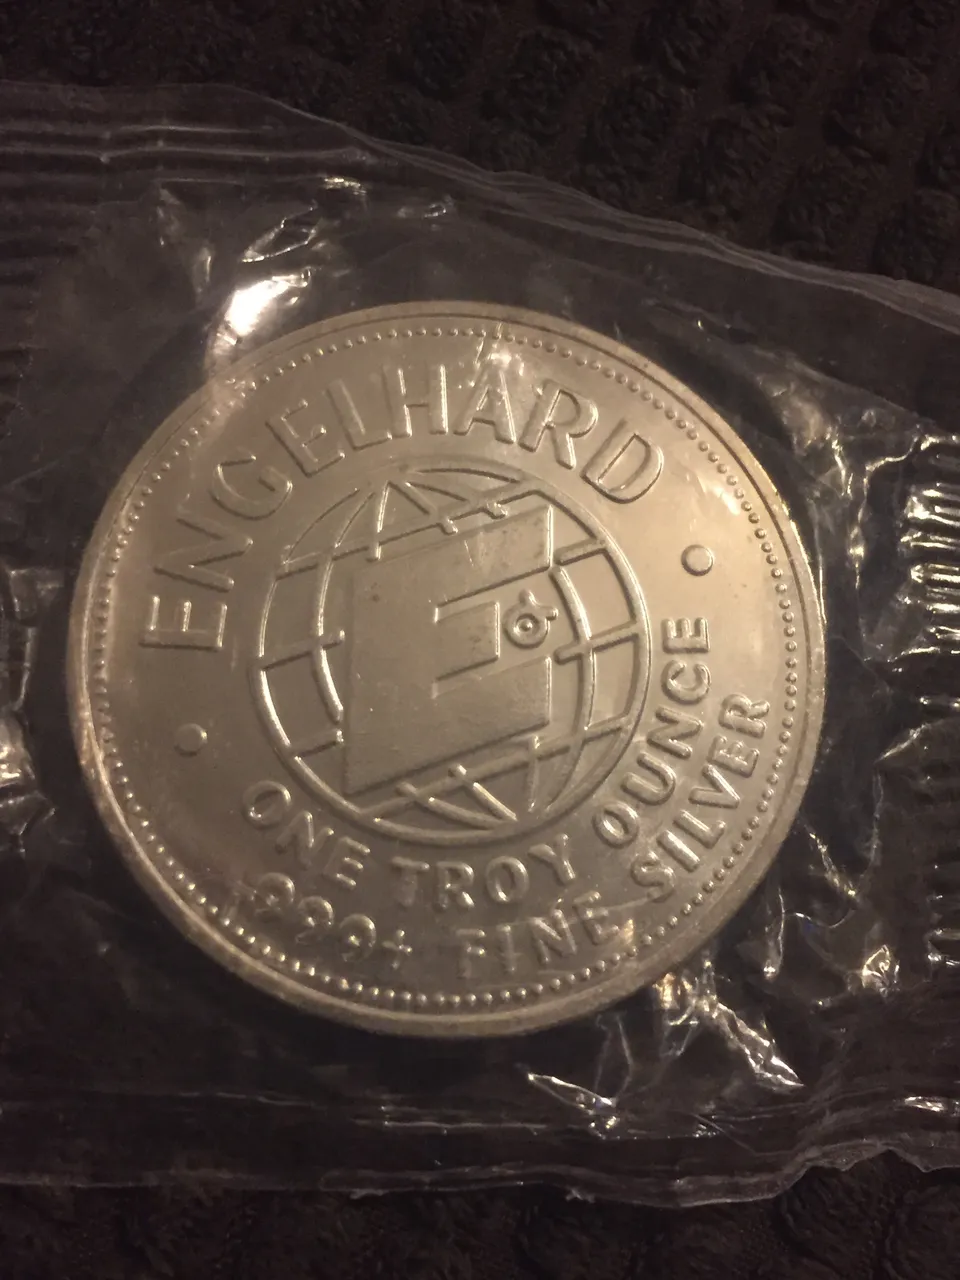 ENGELHARD
E
ONE TROY OUNCE
.999+ FINE SILVER